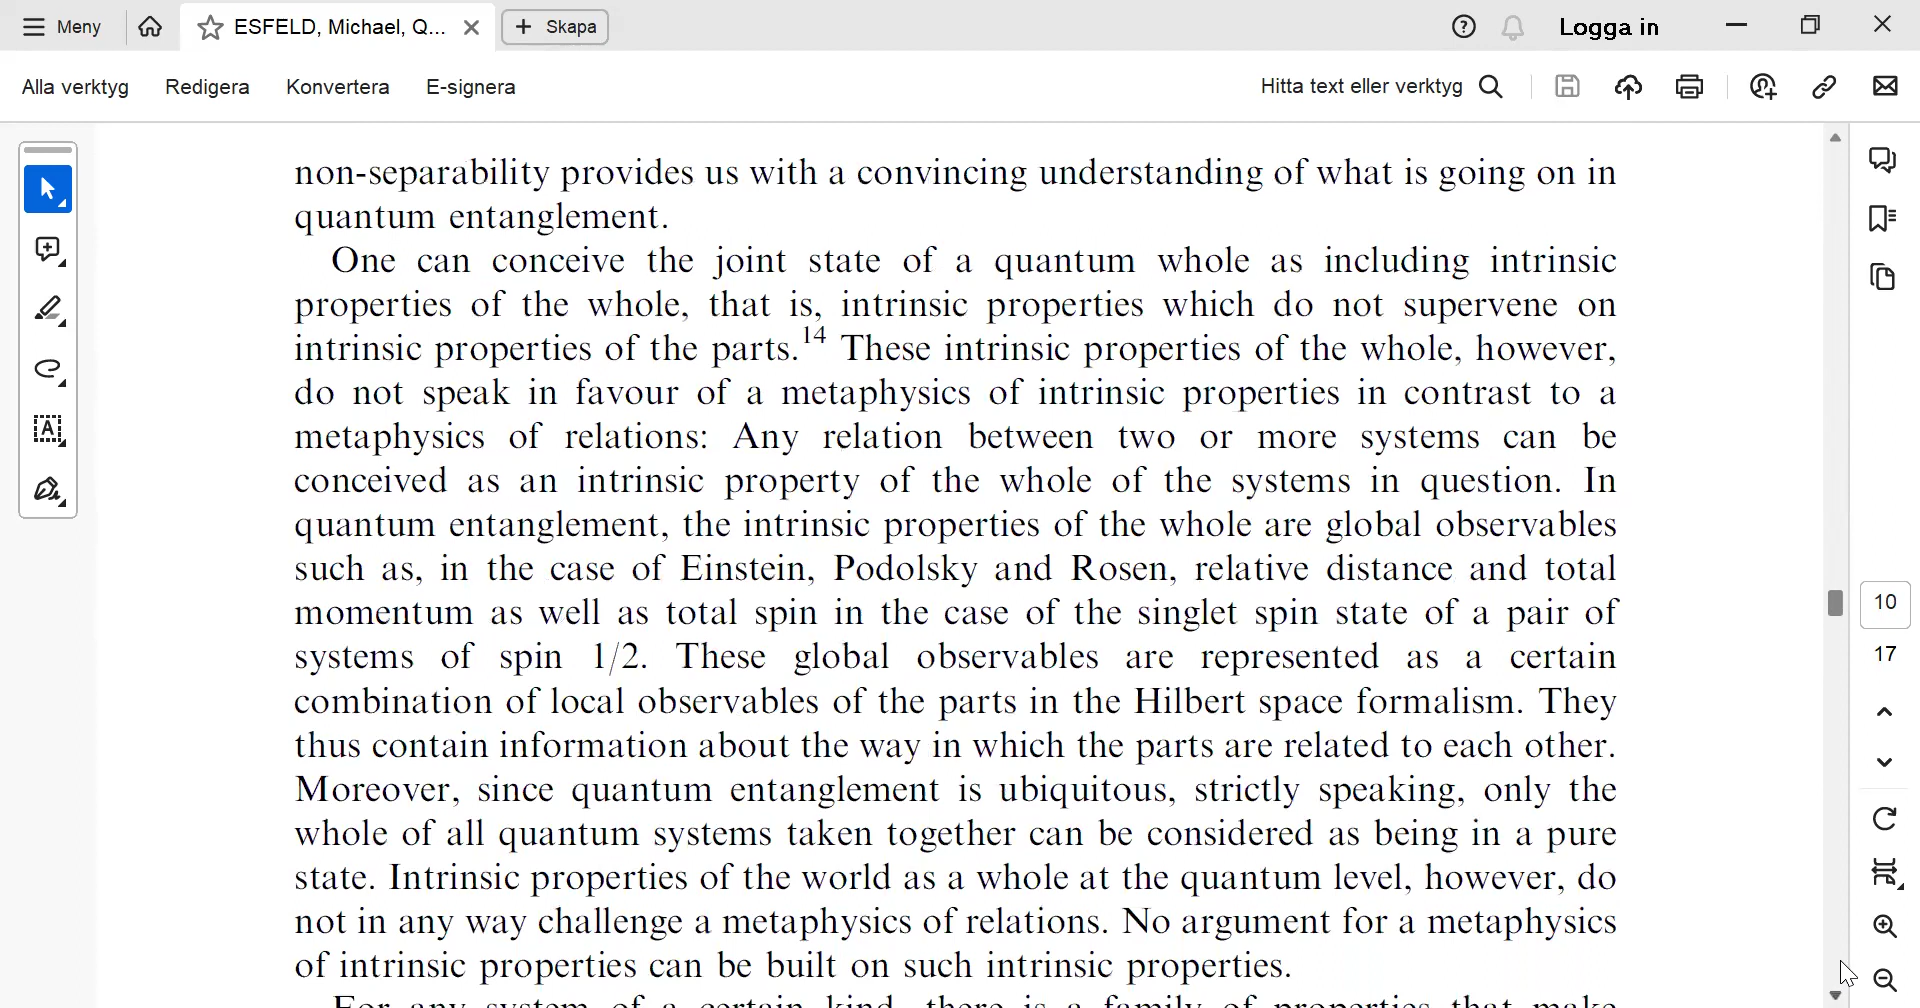 Meny
ESFELD, Michael, Q...
Skapa
Logga in
Alla verktyg
Redigera
Konvertera
E-signera
Hitta text eller verktyg
non-separability provides us with a convincing understanding of what is going on in
quantum entanglement.
One can conceive the joint state of a quantum whole as including intrinsic
properties of the whole, that is, intrinsic properties which do not supervene on
intrinsic properties of the parts.14 These intrinsic properties of the whole, however,
do not speak in favour of a metaphysics of intrinsic properties in contrast to a
metaphysics of relations: Any relation between two or more systems can be
conceived as an intrinsic property of the whole of the systems in question. In
quantum entanglement, the intrinsic properties of the whole are global observables
such as, in the case of Einstein, Podolsky and Rosen, relative distance and total
momentum as well as total spin in the case of the singlet spin state of a pair of
systems of spin 1/2. These global observables are represented as a certain
combination of local observables of the parts in the Hilbert space formalism. They
thus contain information about the way in which the parts are related to each other.
Moreover, since quantum entanglement is ubiquitous, strictly speaking, only the
whole of all quantum systems taken together can be considered as being in a pure
state. Intrinsic properties of the world as a whole at the quantum level, however, do
not in any way challenge a metaphysics of relations. No argument for a metaphysics
of intrinsic properties can be built on such intrinsic properties.
For any system of a certain kind, there is a family of properties that make
10
17